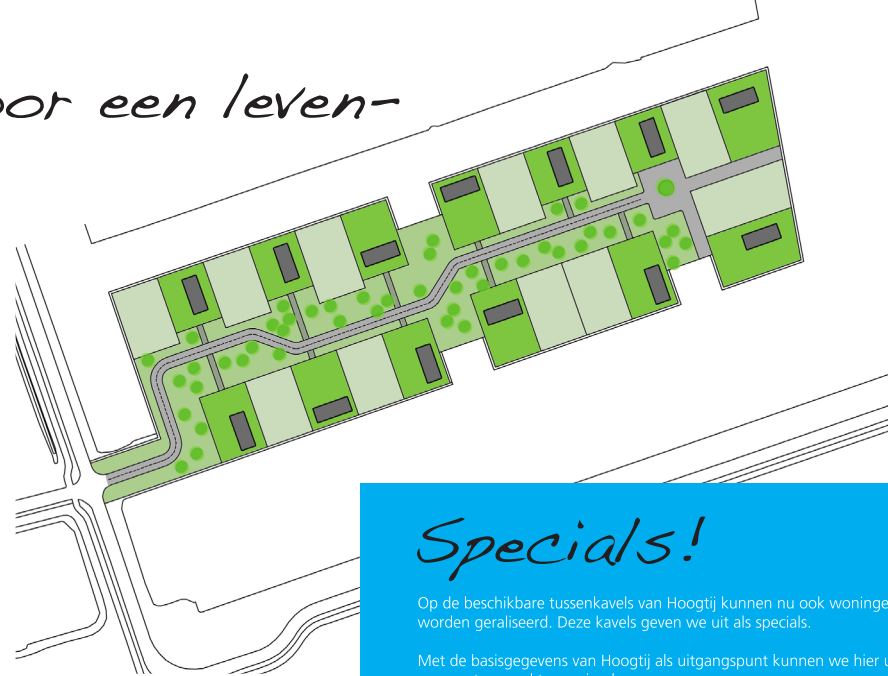 oor een leven-
Specials!
Op de beschikbare tussenkavels van Hoogtij kunnen nu ook woninge
worden geraliseerd. Deze kavels geven we uit als specials.
Met de basisgegevens van Hoogtij als uitgangspunt kunnen we hier u